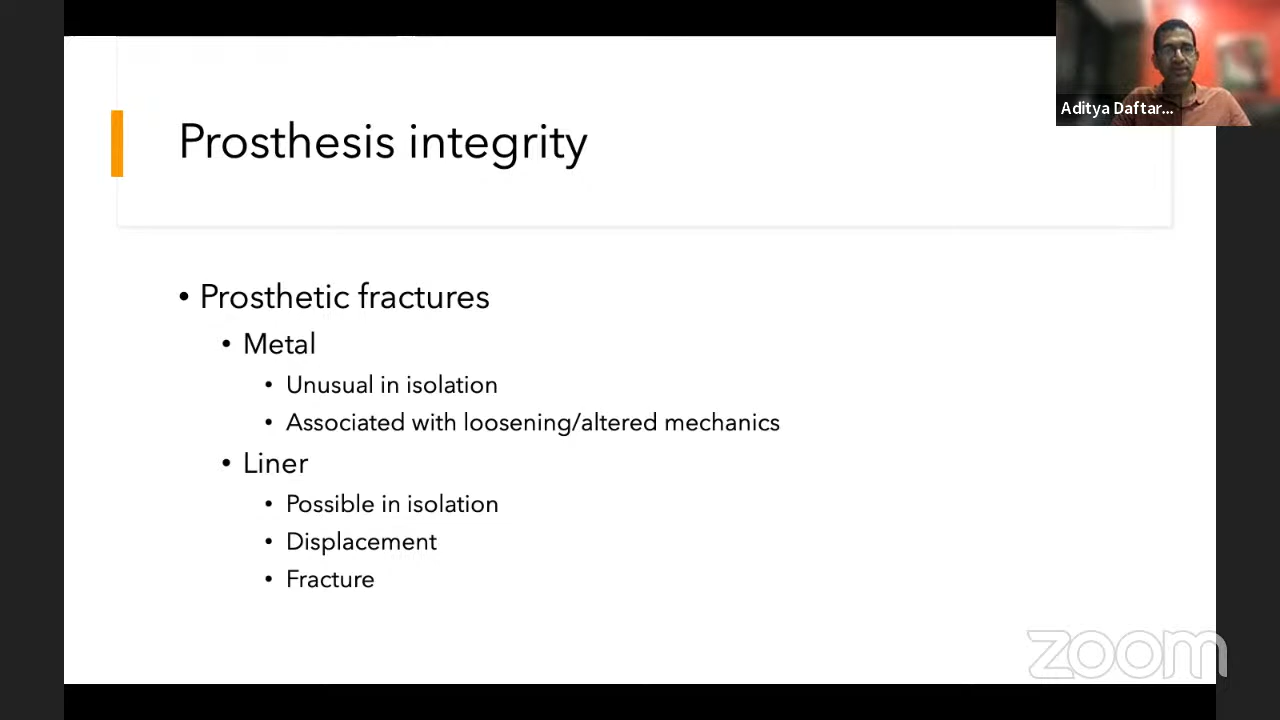 Aditya Daftar...
Prosthesis integrity
• Prosthetic fractures
• Metal
• Unusual in isolation
• Associated with loosening/altered mechanics
• Liner
• Possible in isolation
• Displacement
• Fracture
zoom